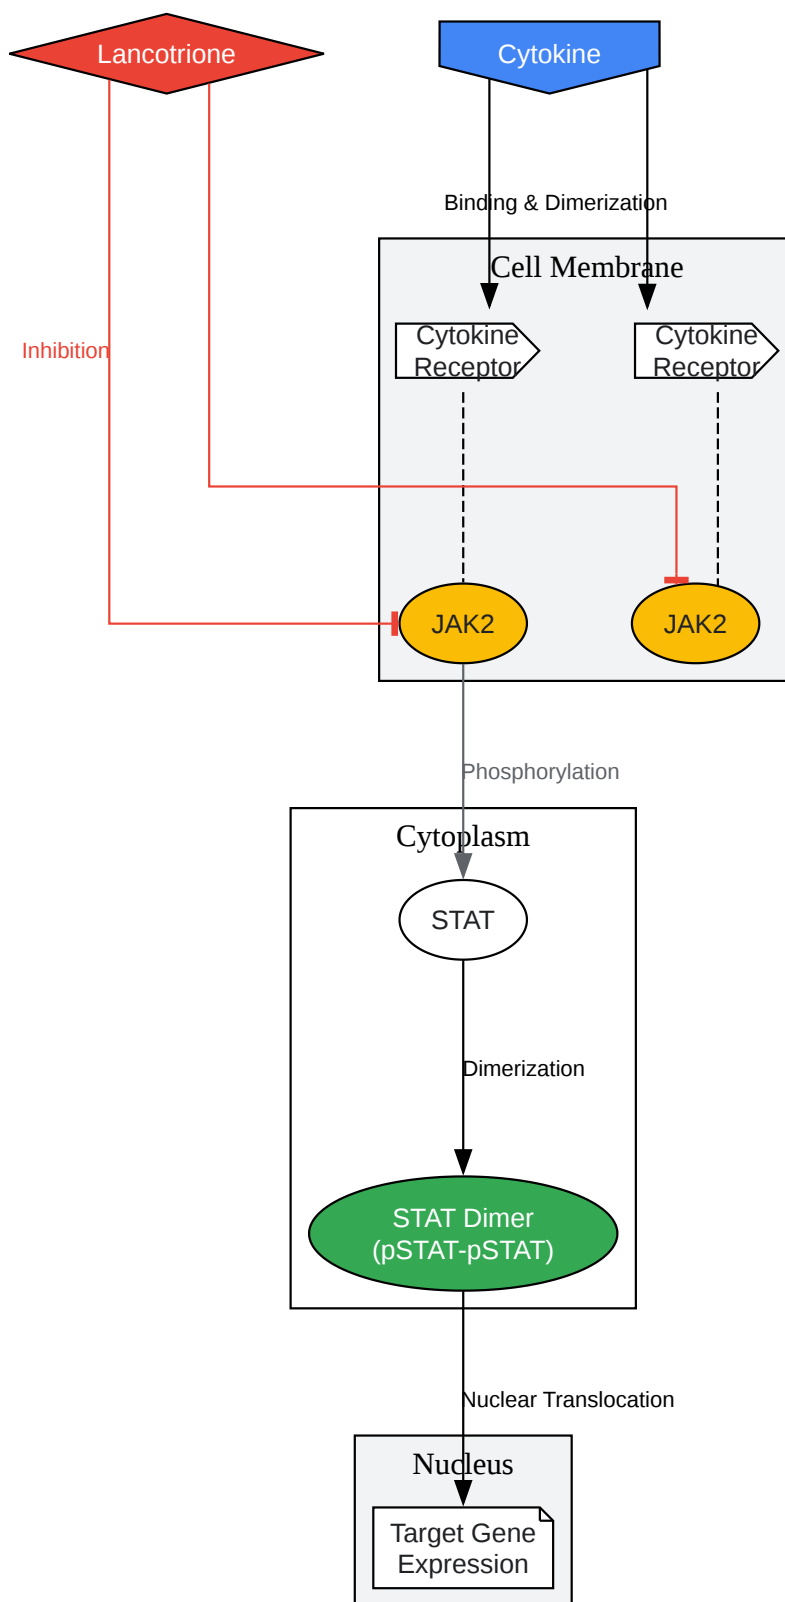 Lancotrione
Cytokine
Binding & Dimerization
Cell Membrane
Inhibition
Cytokine
Receptor
Cytokine
Receptor
JAK2
JAK2
Phosphorylation
Cytoplasm
STAT
Dimerization
STAT Dimer
(pSTAT-pSTAT)
Nuclear Translocation
Nucleus
Target Gene
Expression